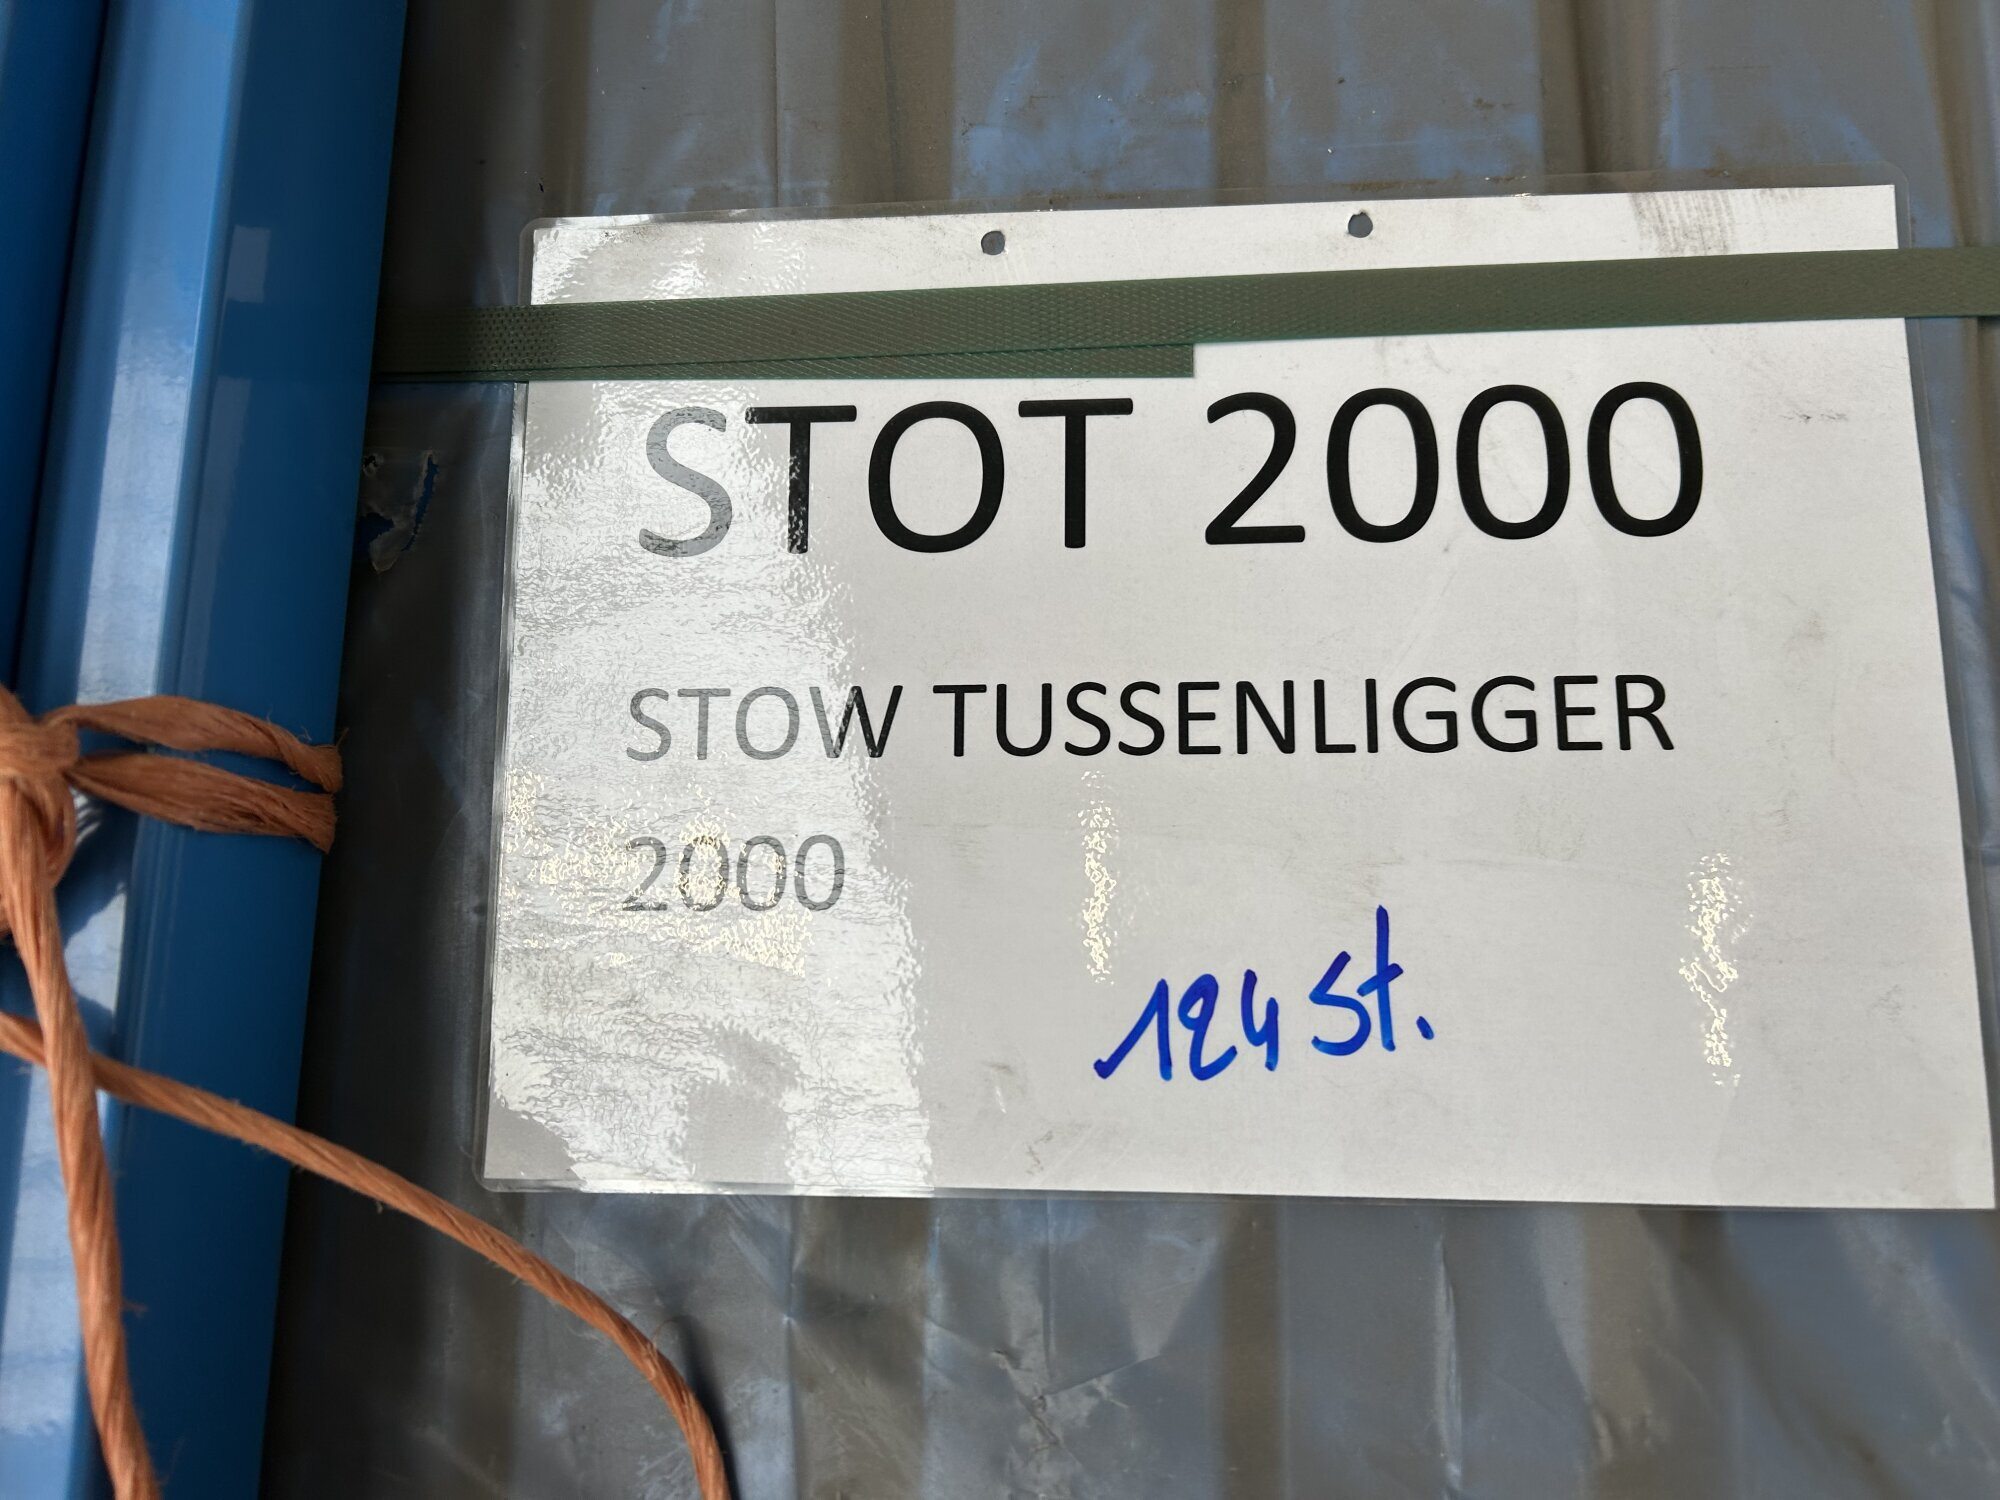 STOT 2000
STOW TUSSENLIGGER
2000
124 St.